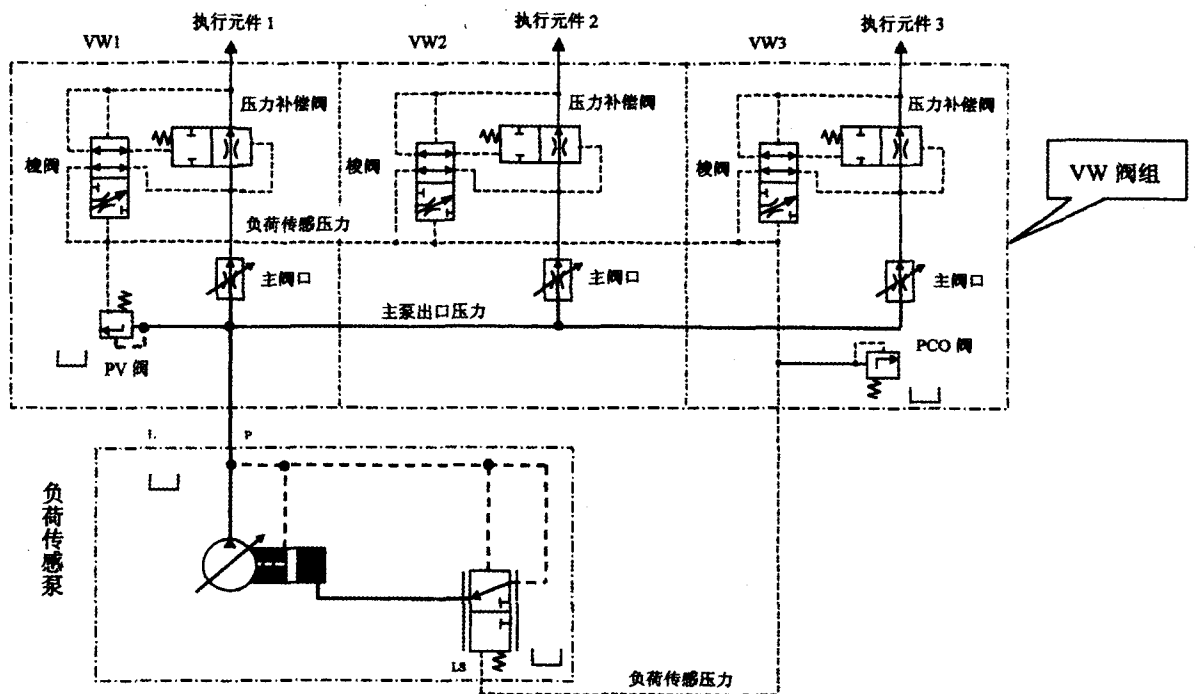 执行元件 1
执行元件 2
执行元件 3
VW1
VW2
VW3
压力补偿阀
压力补偿阀
压力补偿阀
梭阀
梭阀
梭阀
VW 阀组
负荷传感压力
主阀口
主阀口
主阀口
主泵出口压力
PV 阀
PCO 阀
L
P
负荷传感泵
LS
负荷传感压力